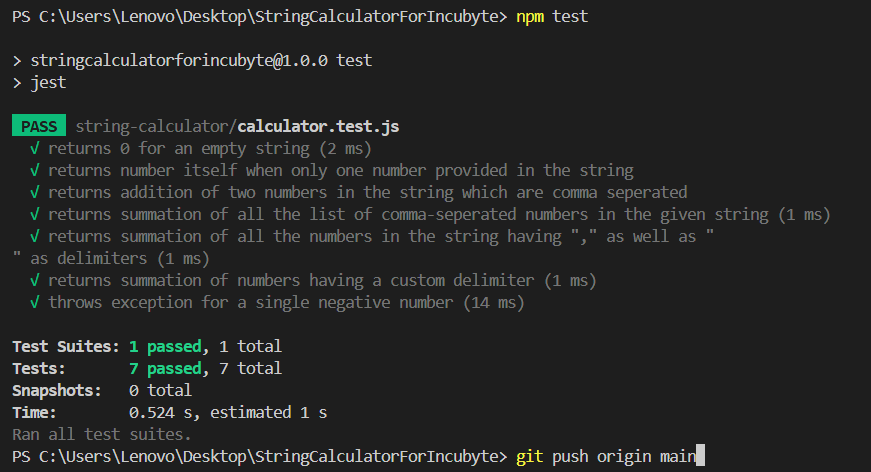 PS C:\Users\Lenovo\Desktop\StringCalculatorForIncubyte> npm test
> stringcalculatorforincubyte@1.0.0 test
> jest
PASS string-calculator/calculator.test.js
√ returns 0 for an empty string (2 ms)
√ returns number itself when only one number provided in the string
√ returns addition of two numbers in the string which are comma seperated
√ returns summation of all the list of comma-seperated numbers in the given string (1 ms)
√ returns summation of all the numbers in the string having "," as well as "
" as delimiters (1 ms)
√ returns summation of numbers having a custom delimiter (1 ms)
√ throws exception for a single negative number (14 ms)
Test Suites: 1 passed, 1 total
Tests: 7 passed, 7 total
Snapshots: 0 total
Time: 0.524 s, estimated 1 s
Ran all test suites.
PS C:\Users\Lenovo\Desktop\StringCalculatorForIncubyte> git push origin main